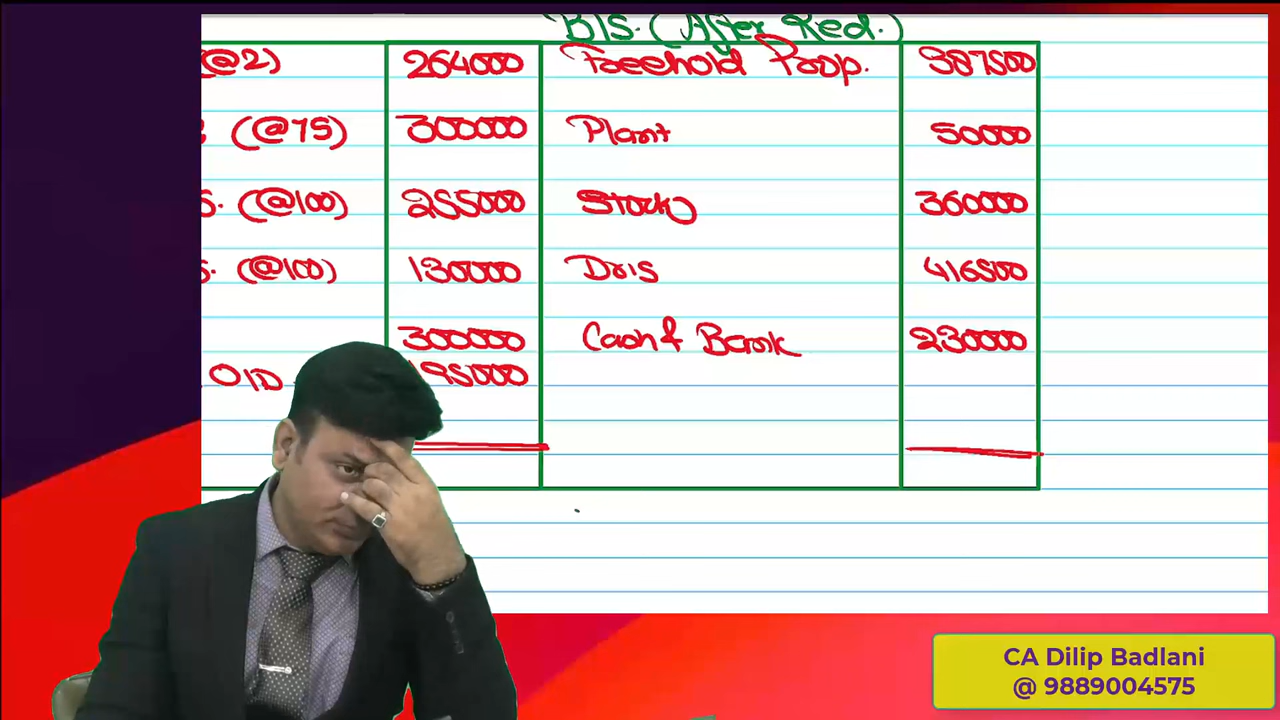 B/S. (After Red.)
(@2) 264000 Freehold Prop. 387500
(@75) 300000 Plant 50000
S. (@100) 255000 Stock 360000
S. (@100) 130000 Drs 416500
300000 Cash & Bank 230000
O/D 195000
CA Dilip Badlani
@ 9889004575